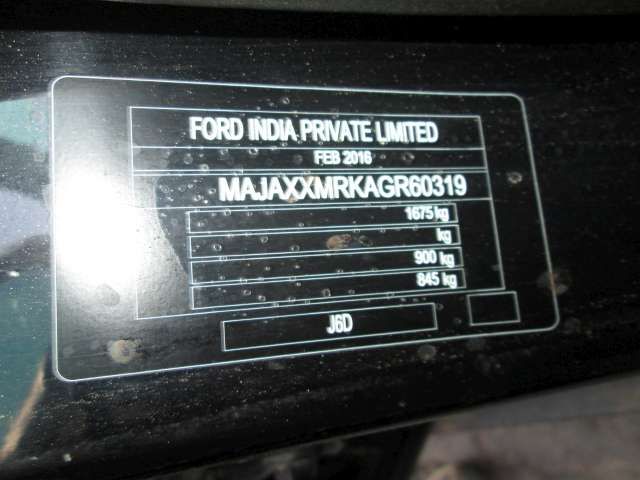 FORD INDIA PRIVATE LIMITED
FEB 2016
MAJAXXMRKAGR60319
1675 kg
kg
900 kg
845 kg
J6D